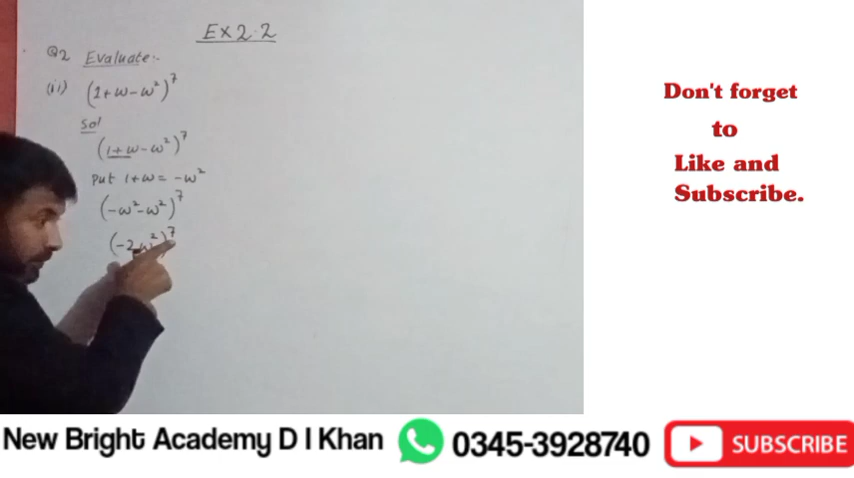 Ex 2.2
Q2 Evaluate:-
(ii) (1+ω-ω²)⁷
Sol
(1+ω-ω²)⁷
Put 1+ω = -ω²
(-ω²-ω²)⁷
(-2ω²)⁷
Don't forget
to
Like and
Subscribe.
New Bright Academy D I Khan 0345-3928740 SUBSCRIBE